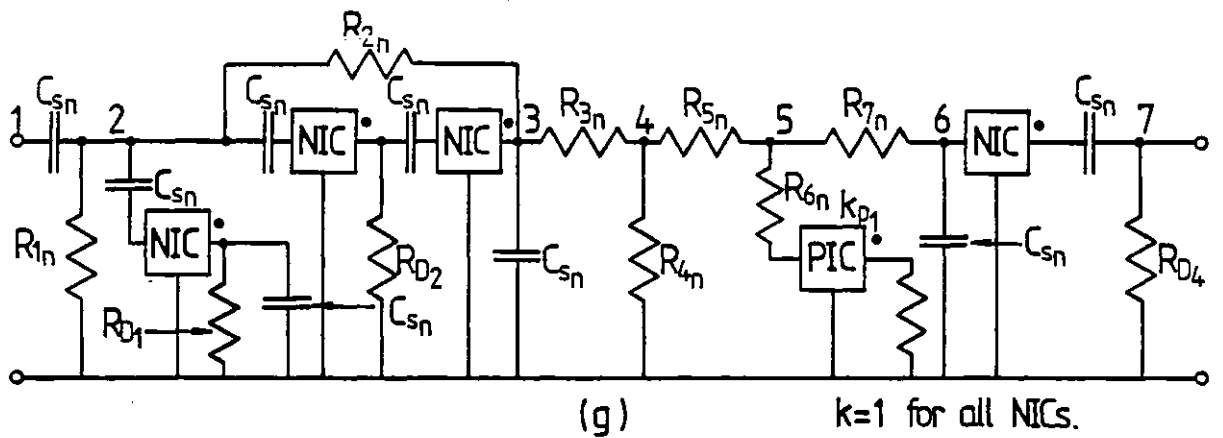 R2n
1 Csn 2 Csn NIC Csn NIC 3 R3n 4 R5n 5 R7n 6 NIC Csn 7
Csn R6n kp1
R1n NIC RD2 Csn R4n PIC Csn RD4
RD1 Csn
(g) k=1 for all NICs.